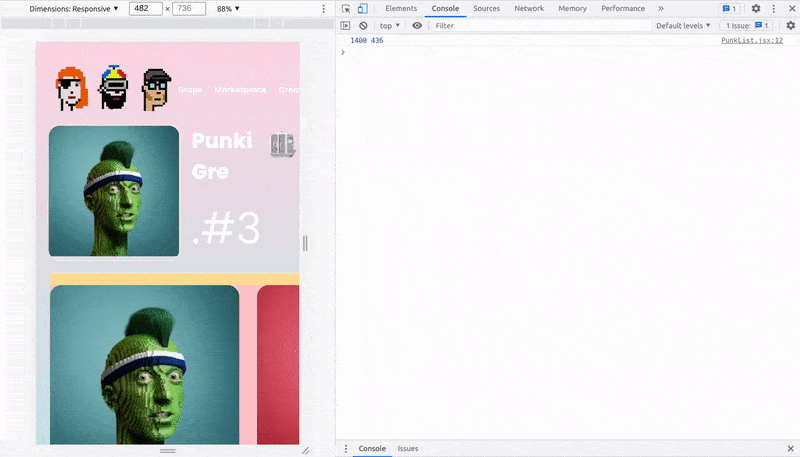 Dimensions: Responsive ▼ 482 × 736 88% ▼
Elements Console Sources Network Memory Performance » 1
top ▼ Filter Default levels ▼ 1 Issue: 1
1400 436 PunkList.jsx:12
Drops Marketplace Crea
Punki
Gre
.#3
Console Issues